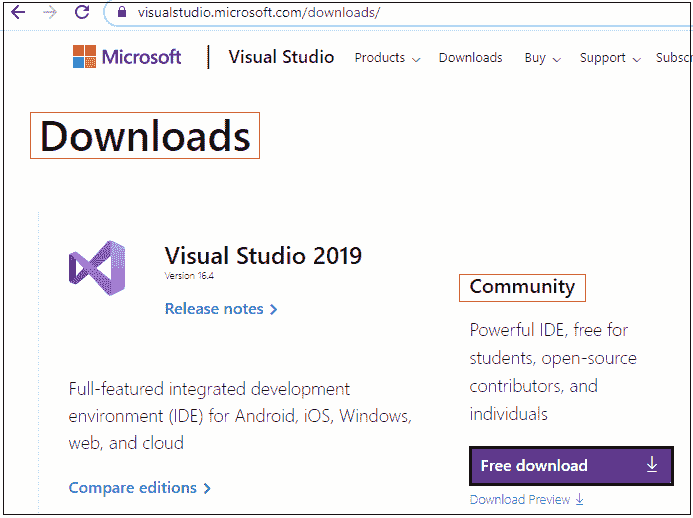 visualstudio.microsoft.com/downloads/
Microsoft | Visual Studio Products Downloads Buy Support Subscr
Downloads
Visual Studio 2019
Version 16.4
Release notes
Full-featured integrated development
environment (IDE) for Android, iOS, Windows,
web, and cloud
Compare editions
Community
Powerful IDE, free for
students, open-source
contributors, and
individuals
Free download
Download Preview